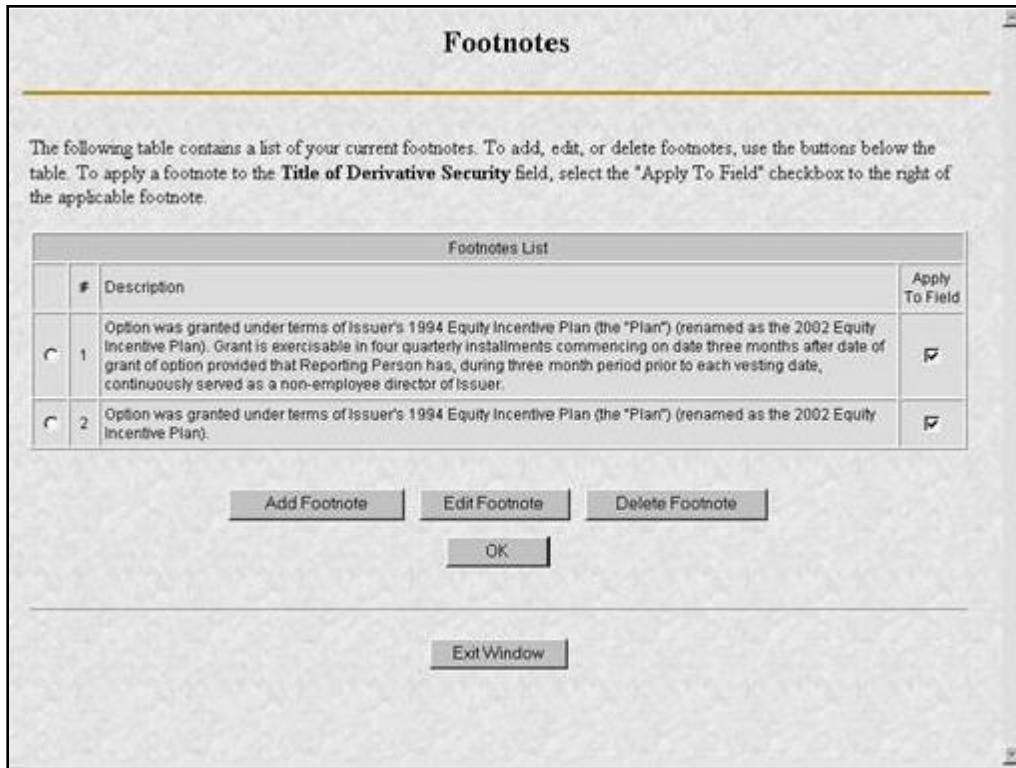 Footnotes
The following table contains a list of your current footnotes. To add, edit, or delete footnotes, use the buttons below the
table. To apply a footnote to the Title of Derivative Security field, select the "Apply To Field" checkbox to the right of
the applicable footnote.
Footnotes List
# Description Apply
To Field
1 Option was granted under terms of Issuer's 1994 Equity Incentive Plan (the "Plan") (renamed as the 2002 Equity
Incentive Plan). Grant is exercisable in four quarterly installments commencing on date three months after date of
grant of option provided that Reporting Person has, during three month period prior to each vesting date,
continuously served as a non-employee director of Issuer.
2 Option was granted under terms of Issuer's 1994 Equity Incentive Plan (the "Plan") (renamed as the 2002 Equity
Incentive Plan).
Add Footnote Edit Footnote Delete Footnote
OK
Exit Window